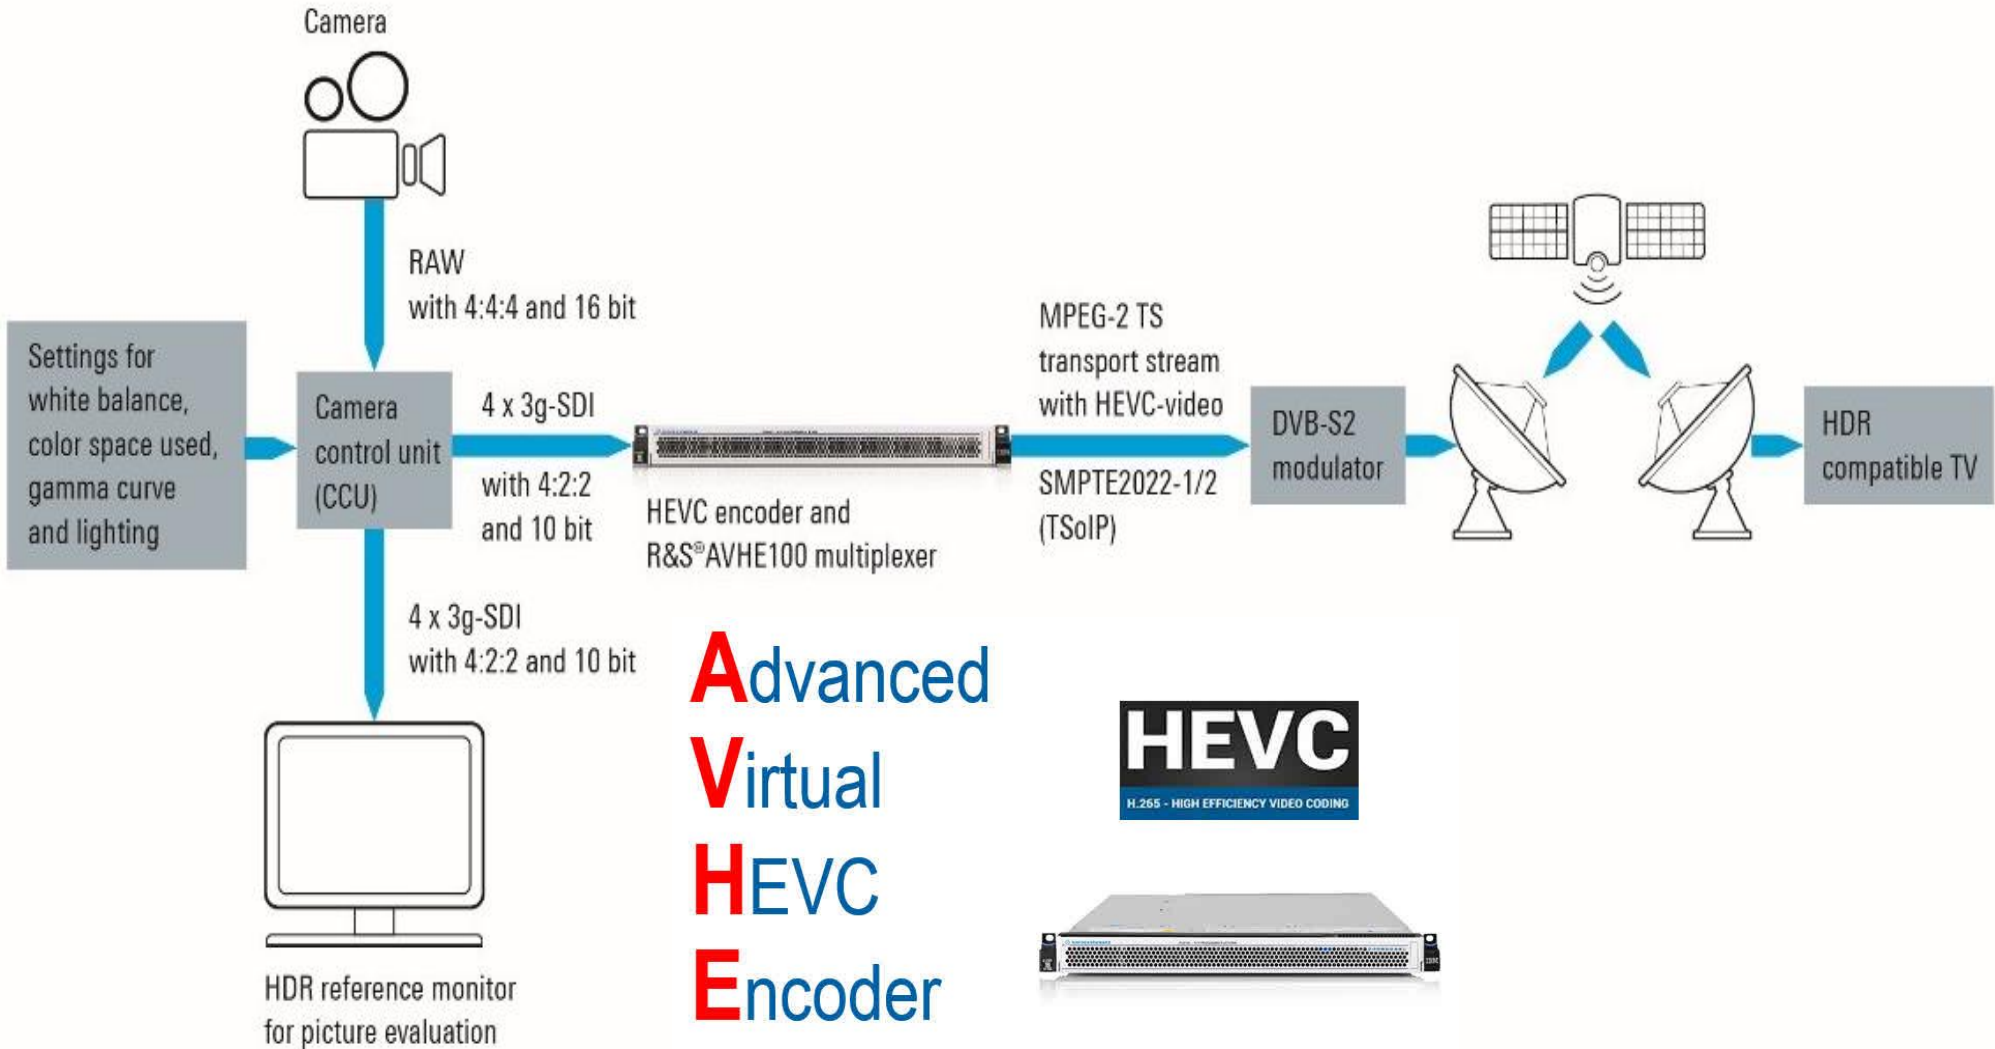 Camera
RAW
with 4:4:4 and 16 bit
Settings for
white balance,
color space used,
gamma curve
and lighting
Camera
control unit
(CCU)
4 x 3g-SDI
with 4:2:2
and 10 bit
HEVC encoder and
R&S®AVHE100 multiplexer
MPEG-2 TS
transport stream
with HEVC-video
SMPTE2022-1/2
(TSoIP)
DVB-S2
modulator
HDR
compatible TV
4 x 3g-SDI
with 4:2:2 and 10 bit
HDR reference monitor
for picture evaluation
Advanced
Virtual
HEVC
Encoder
HEVC
H.265 - HIGH EFFICIENCY VIDEO CODING